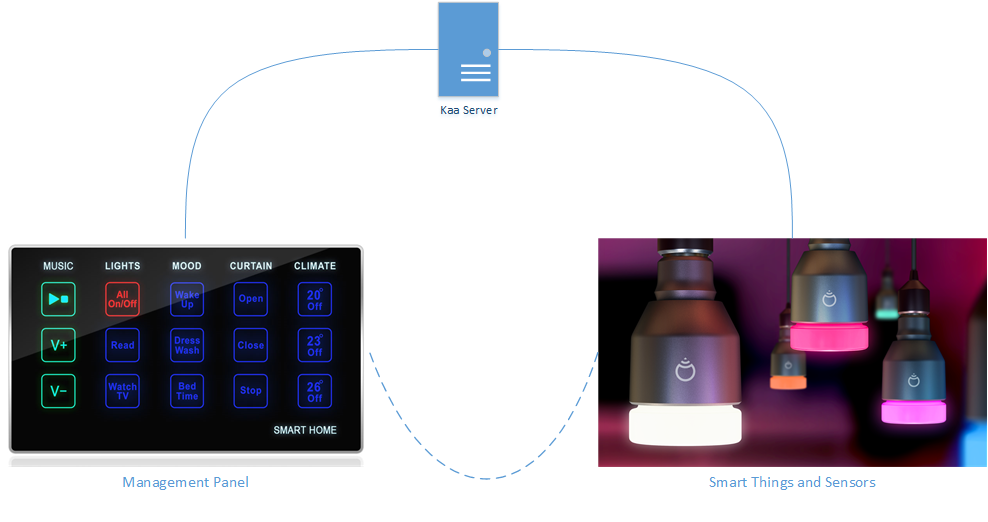 Kaa Server
MUSIC LIGHTS MOOD CURTAIN CLIMATE
All
On/Off
Wake
Up
Open
20°
Off
V+
Read
Dress
Wash
Close
23°
Off
V−
Watch
TV
Bed
Time
Stop
26°
Off
SMART HOME
Management Panel
Smart Things and Sensors